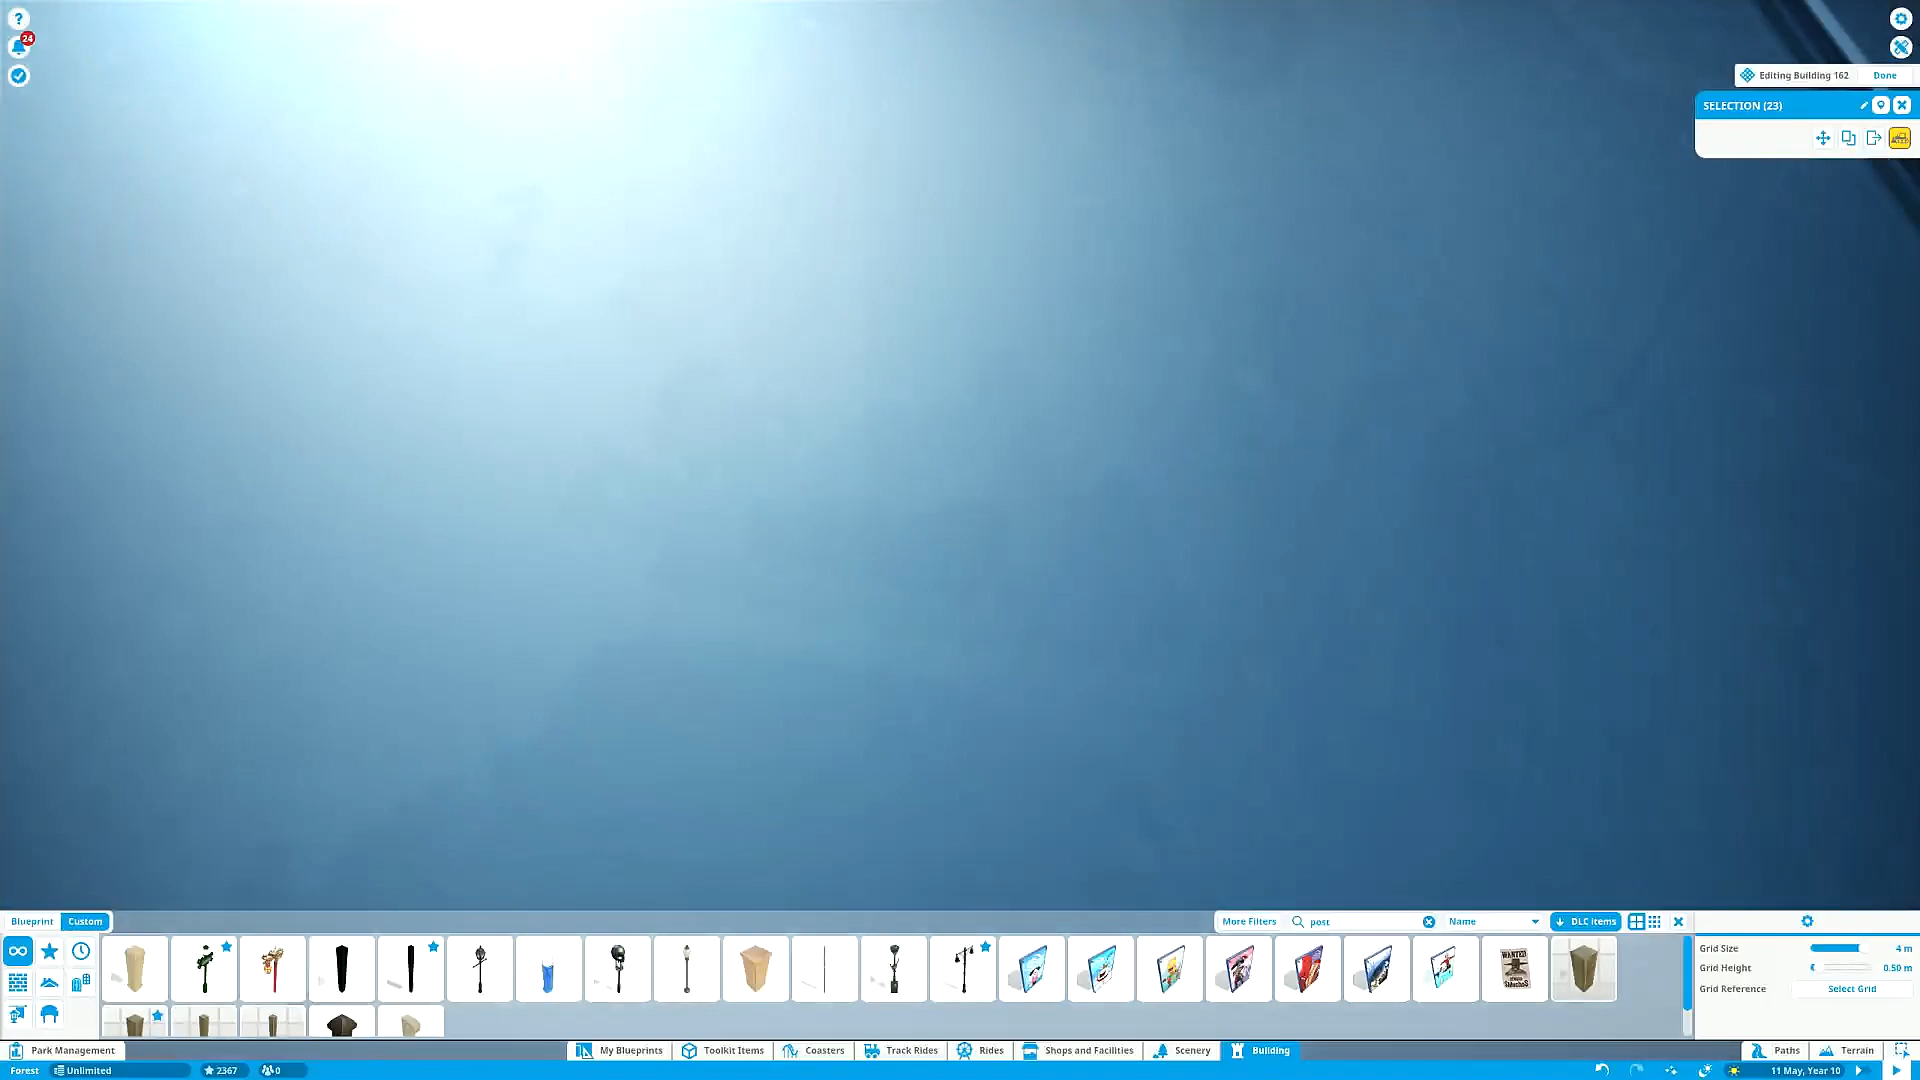 ?
24
Editing Building 162 Done
SELECTION (23)
Blueprint Custom
More Filters post Name DLC Items
Grid Size 4 m
Grid Height 0.50 m
Grid Reference Select Grid
WANTED
Park Management My Blueprints Toolkit Items Coasters Track Rides Rides Shops and Facilities Scenery Building Paths Terrain
Forest Unlimited 2367 0 11 May, Year 10